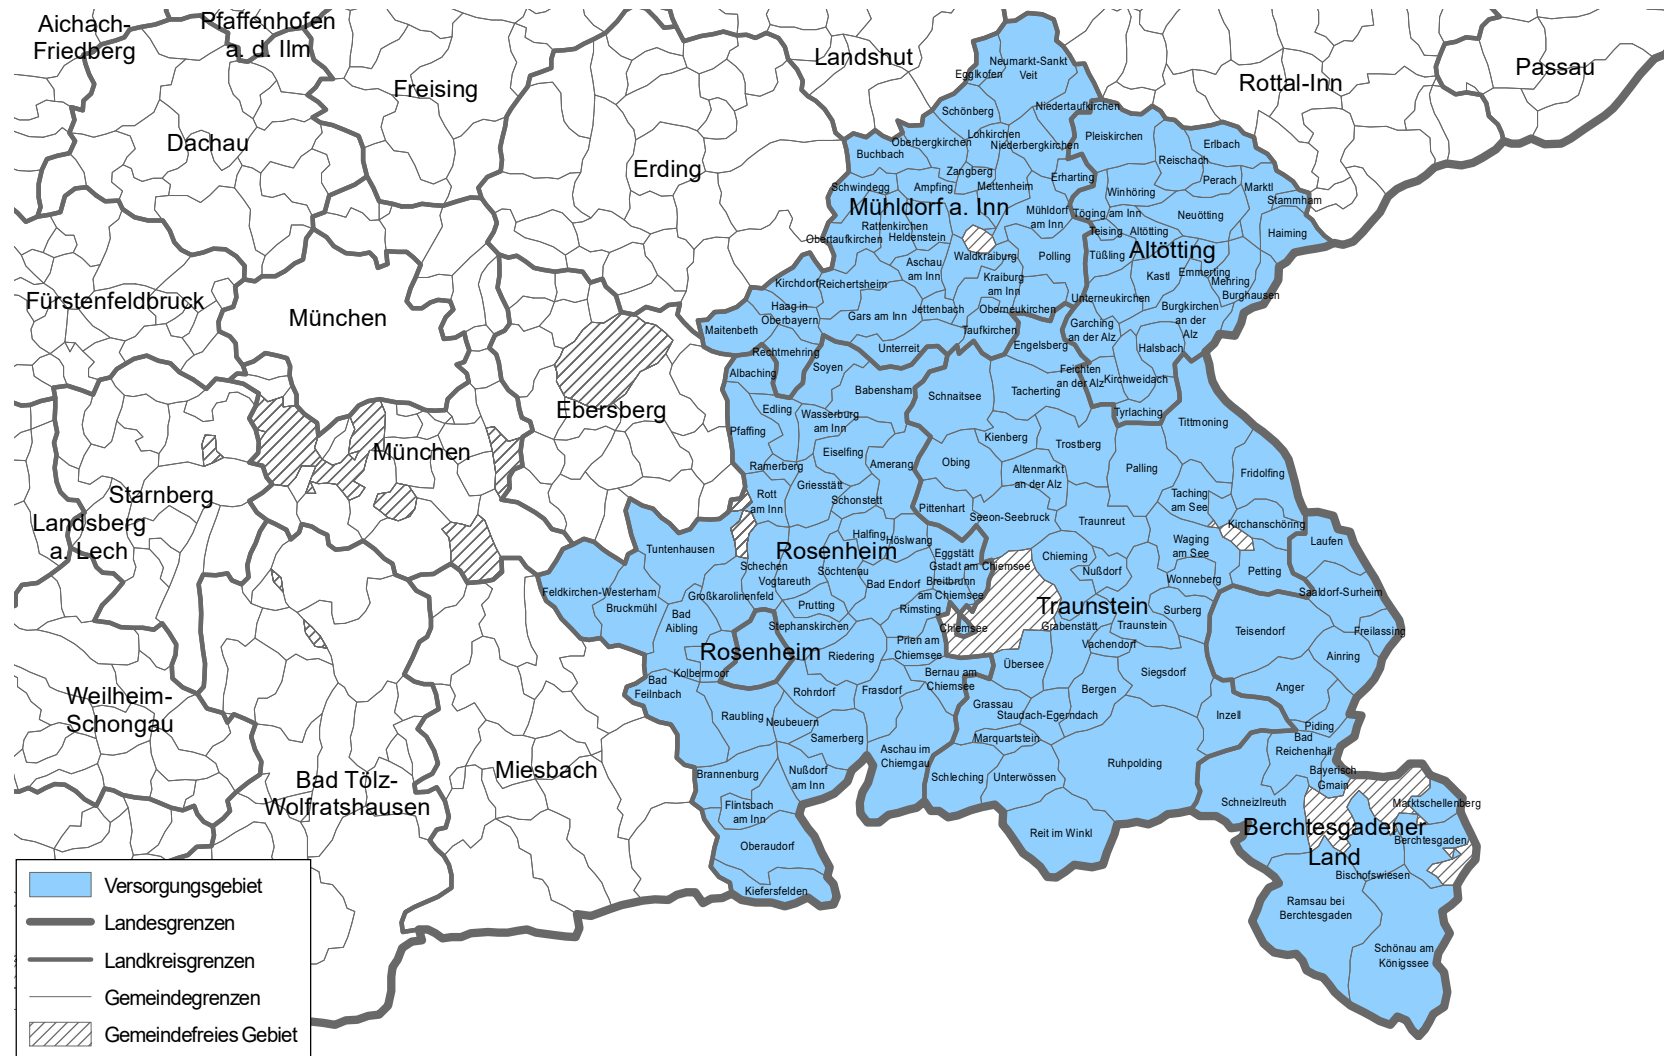 Aichach-
Friedberg
Pfaffenhofen
a. d. Ilm
Freising
Landshut
Rottal-Inn
Passau
Dachau
Erding
Fürstenfeldbruck
München
Ebersberg
München
Starnberg
Landsberg
a. Lech
Weilheim-
Schongau
Bad Tölz-
Wolfratshausen
Miesbach
Mühldorf a. Inn
Altötting
Rosenheim
Rosenheim
Traunstein
Berchtesgadener
Land
Egglkofen
Neumarkt-Sankt
Veit
Schönberg
Niedertaufkirchen
Lohkirchen
Oberbergkirchen
Niederbergkirchen
Buchbach
Zangberg
Schwindegg
Ampfing
Mettenheim
Erharting
Rattenkirchen
Mühldorf
am Inn
Obertaufkirchen
Heldenstein
Aschau
am Inn
Waldkraiburg
Polling
Kirchdorf
Reichertsheim
Kraiburg
am Inn
Haag in
Oberbayern
Gars am Inn
Jettenbach
Oberneukirchen
Maitenbeth
Taufkirchen
Rechtmehring
Unterreit
Pleiskirchen
Erlbach
Reischach
Perach
Marktl
Stammham
Winhöring
Töging am Inn
Neuötting
Teising
Altötting
Haiming
Tüßling
Kastl
Emmerting
Mehring
Burghausen
Unterneukirchen
Burgkirchen
an der
Alz
Garching
an der Alz
Halsbach
Feichten
an der Alz
Kirchweidach
Tyrlaching
Engelsberg
Albaching
Soyen
Babensham
Edling
Wasserburg
am Inn
Pfaffing
Eiselfing
Amerang
Ramerberg
Griesstätt
Rott
am Inn
Schonstett
Halfing
Höslwang
Tuntenhausen
Schechen
Söchtenau
Eggstätt
Gstadt am Chiemsee
Vogtareuth
Bad Endorf
Breitbrunn
am Chiemsee
Feldkirchen-Westerham
Großkarolinenfeld
Bruckmühl
Prutting
Rimsting
Bad
Aibling
Stephanskirchen
Chiemsee
Prien am
Chiemsee
Riedering
Kolbermoor
Bad
Feilnbach
Bernau am
Chiemsee
Rohrdorf
Frasdorf
Raubling
Neubeuern
Samerberg
Aschau im
Chiemgau
Brannenburg
Nußdorf
am Inn
Flintsbach
am Inn
Oberaudorf
Kiefersfelden
Schnaitsee
Tacherting
Tittmoning
Kienberg
Trostberg
Obing
Altenmarkt
an der Alz
Palling
Fridolfing
Taching
am See
Pittenhart
Seeon-Seebruck
Traunreut
Kirchanschöring
Waging
am See
Chieming
Nußdorf
Petting
Wonneberg
Surberg
Grabenstätt
Traunstein
Vachendorf
Übersee
Siegsdorf
Bergen
Grassau
Staudach-Egerndach
Inzell
Marquartstein
Schleching
Unterwössen
Ruhpolding
Reit im Winkl
Laufen
Saaldorf-Surheim
Teisendorf
Freilassing
Ainring
Anger
Piding
Bad
Reichenhall
Bayerisch
Gmain
Schneizlreuth
Marktschellenberg
Berchtesgaden
Bischofswiesen
Ramsau bei
Berchtesgaden
Schönau am
Königssee
Versorgungsgebiet
Landesgrenzen
Landkreisgrenzen
Gemeindegrenzen
Gemeindefreies Gebiet